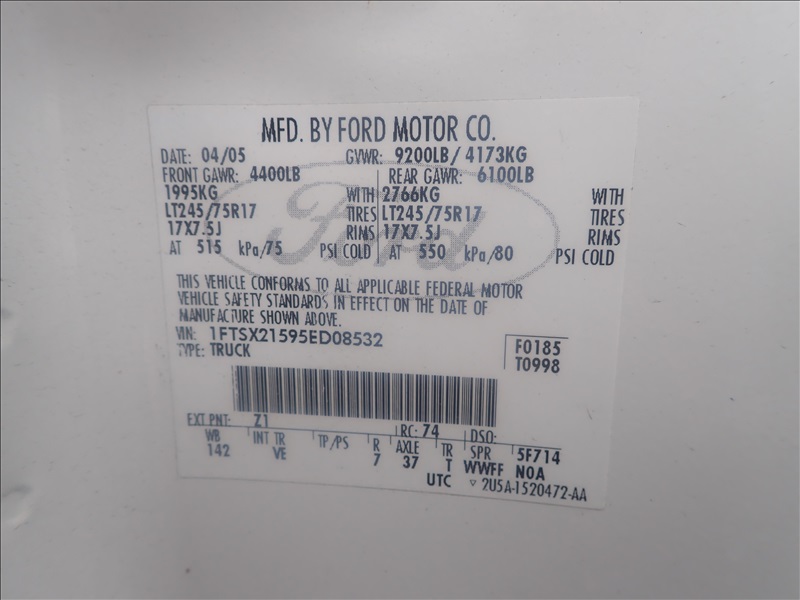 MFD. BY FORD MOTOR CO.
DATE: 04/05 GVWR: 9200LB/ 4173KG
FRONT GAWR: 4400LB REAR GAWR: 6100LB
1995KG WITH 2766KG WITH
LT245/75R17 TIRES LT245/75R17 TIRES
17X7.5J RIMS 17X7.5J RIMS
AT 515 kPa/75 PSI COLD AT 550 kPa/80 PSI COLD
Ford
THIS VEHICLE CONFORMS TO ALL APPLICABLE FEDERAL MOTOR
VEHICLE SAFETY STANDARDS IN EFFECT ON THE DATE OF
MANUFACTURE SHOWN ABOVE.
VIN: 1FTSX21595ED08532 F0185
TYPE: TRUCK T0998
EXT PNT: Z1 RC: 74 DSO:
WB INT TR TP/PS R AXLE TR SPR 5F714
142 VE 7 37 T WWFF N0A
UTC ▽ 2U5A-1520472-AA